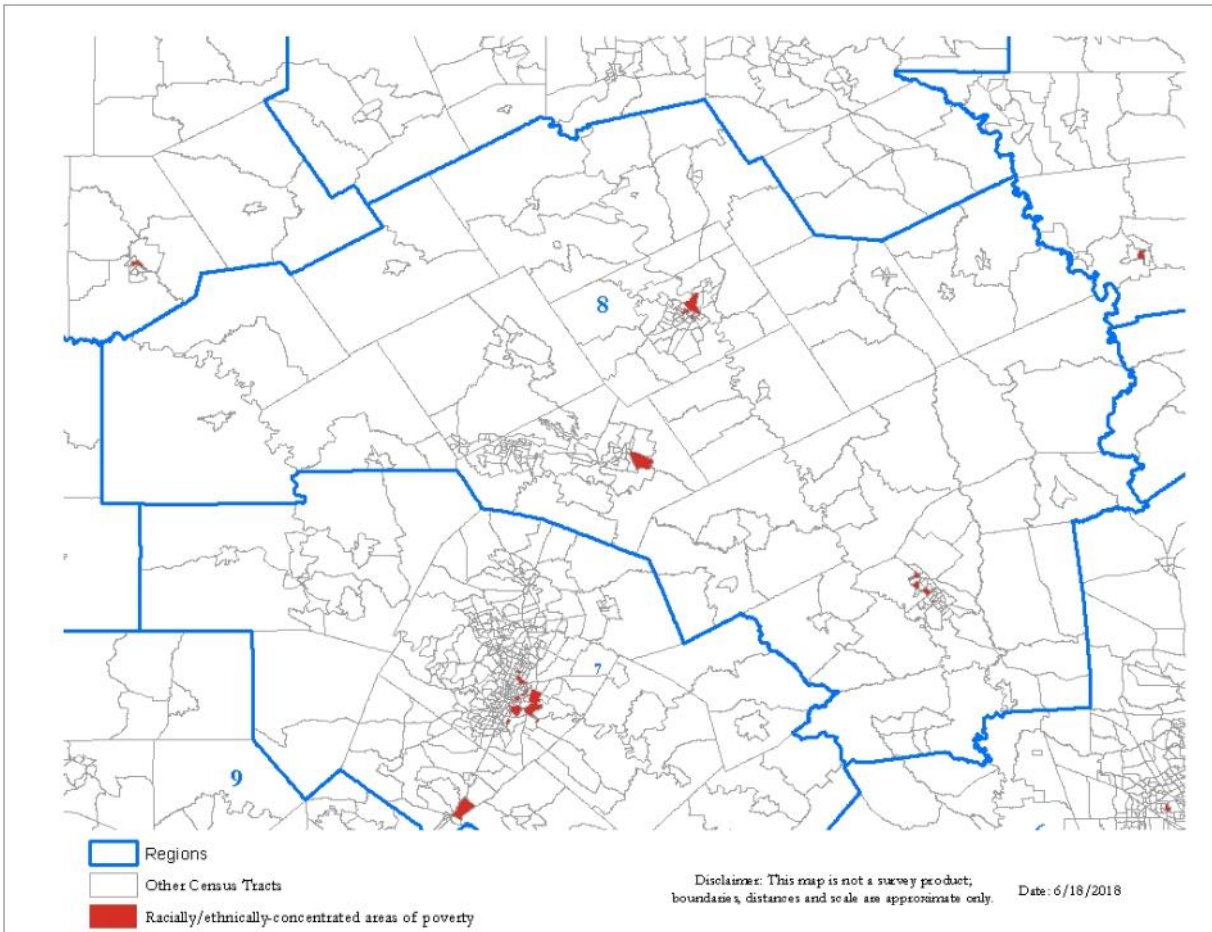 8
7
9
Regions
Other Census Tracts
Racially/ethnically-concentrated areas of poverty
Disclaimer: This map is not a survey product;
boundaries, distances and scale are approximate only.
Date: 6/18/2018